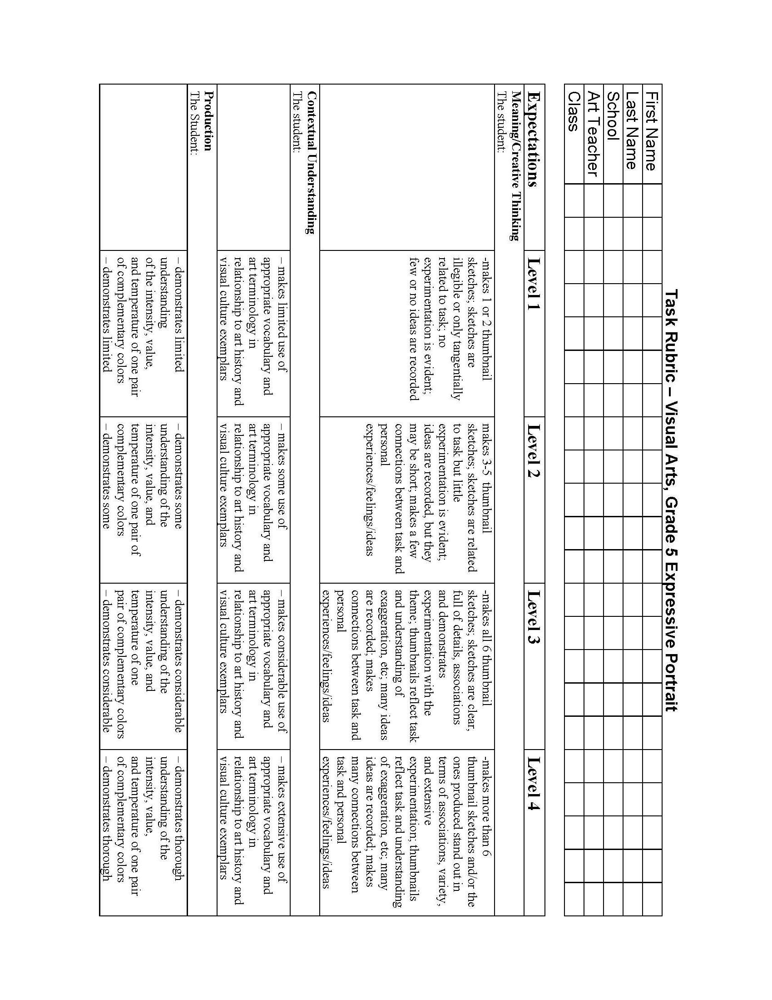 Task Rubric – Visual Arts, Grade 5 Expressive Portrait
First Name
Last Name
School
Art Teacher
Class
Expectations
Level 1
Level 2
Level 3
Level 4
Meaning/Creative Thinking
The student:
-makes 1 or 2 thumbnail
sketches; sketches are
illegible or only tangentially
related to task; no
experimentation is evident;
few or no ideas are recorded
makes 3-5 thumbnail
sketches; sketches are related
to task but little
experimentation is evident;
ideas are recorded, but they
may be short; makes a few
connections between task and
personal
experiences/feelings/ideas
-makes all 6 thumbnail
sketches; sketches are clear,
full of details, associations
and demonstrates
experimentation with the
theme; thumbnails reflect task
and understanding of
exaggeration, etc; many ideas
are recorded; makes
connections between task and
personal
experiences/feelings/ideas
-makes more than 6
thumbnail sketches and/or the
ones produced stand out in
terms of associations, variety,
and extensive
experimentation; thumbnails
reflect task and understanding
of exaggeration, etc; many
ideas are recorded; makes
many connections between
task and personal
experiences/feelings/ideas
Contextual Understanding
The student:
– makes limited use of
appropriate vocabulary and
art terminology in
relationship to art history and
visual culture exemplars
– makes some use of
appropriate vocabulary and
art terminology in
relationship to art history and
visual culture exemplars
– makes considerable use of
appropriate vocabulary and
art terminology in
relationship to art history and
visual culture exemplars
– makes extensive use of
appropriate vocabulary and
art terminology in
relationship to art history and
visual culture exemplars
Production
The Student:
– demonstrates limited
understanding
of the intensity, value,
and temperature of one pair
of complementary colors
– demonstrates limited
– demonstrates some
understanding of the
intensity, value, and
temperature of one pair of
complementary colors
– demonstrates some
– demonstrates considerable
understanding of the
intensity, value, and
temperature of one
pair of complementary colors
– demonstrates considerable
– demonstrates thorough
understanding of the
intensity, value,
and temperature of one pair
of complementary colors
– demonstrates thorough